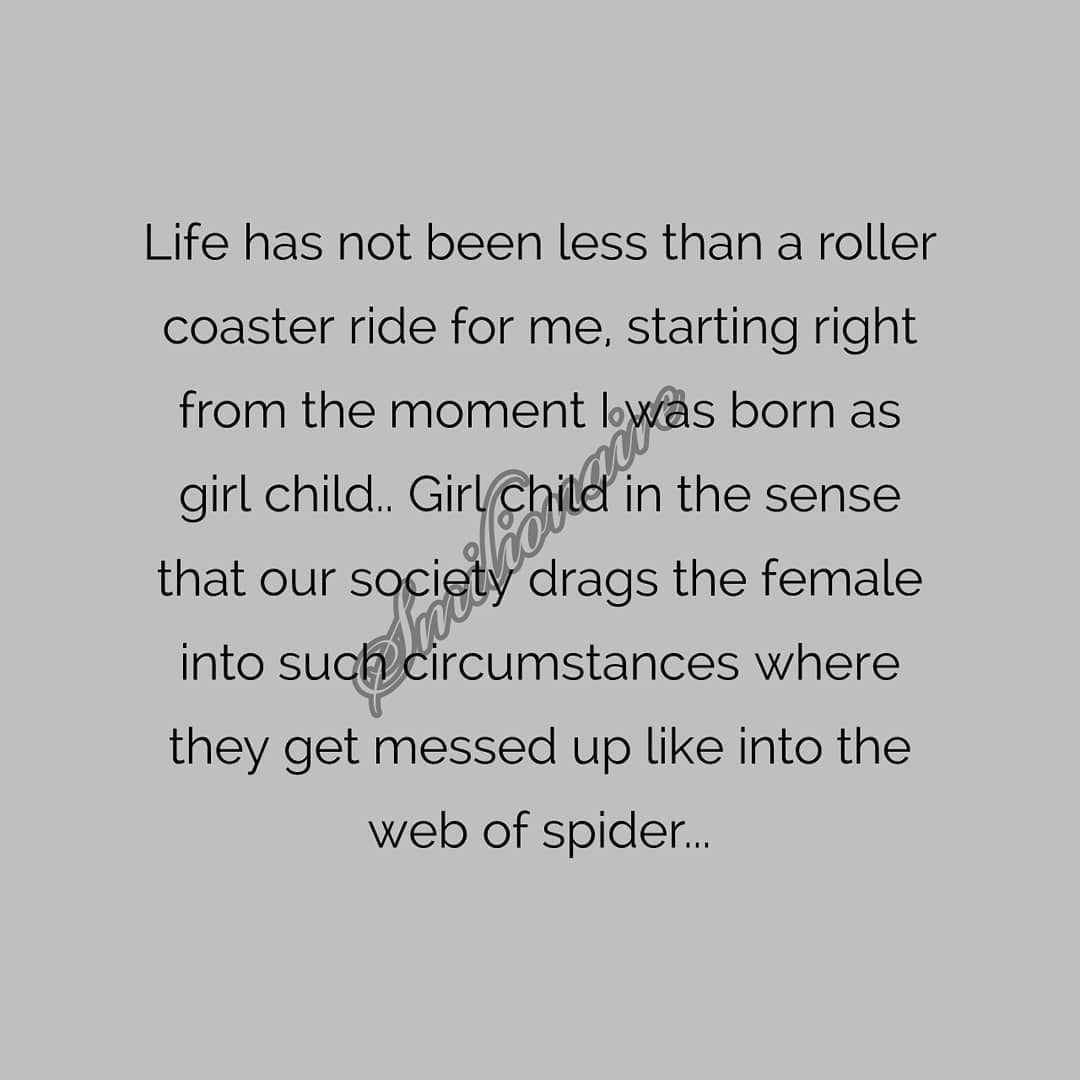 Life has not been less than a roller
coaster ride for me, starting right
from the moment I was born as
girl child.. Girl child in the sense
that our society drags the female
into such circumstances where
they get messed up like into the
web of spider...